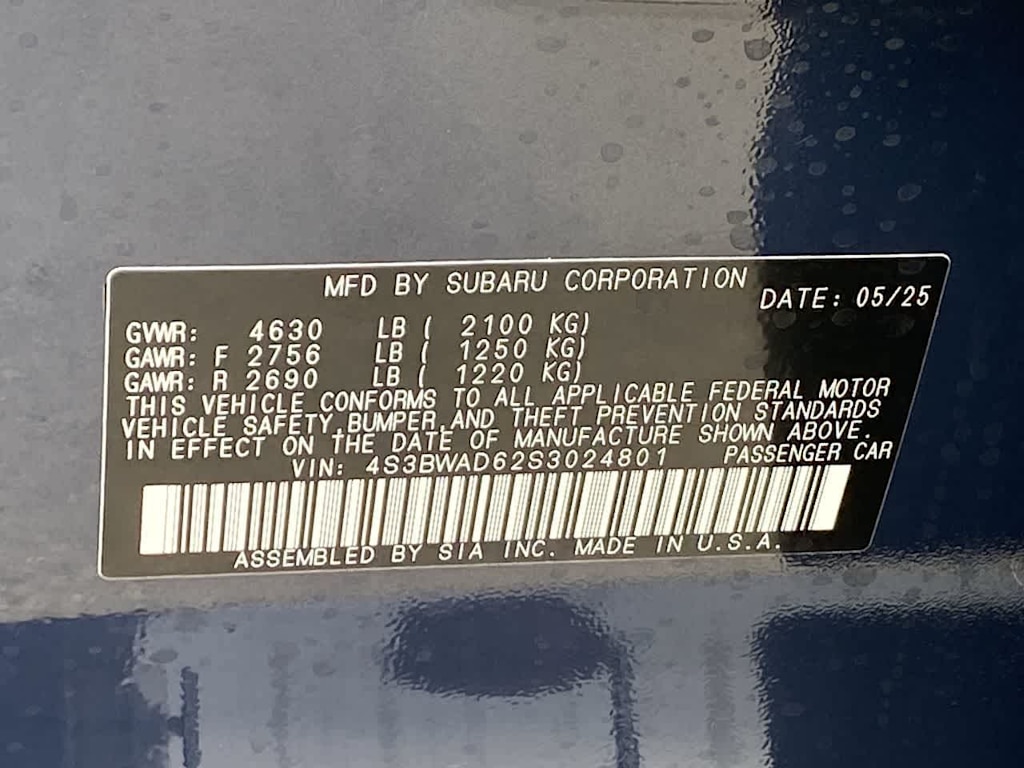 MFD BY SUBARU CORPORATION
DATE: 05/25
GVWR: 4630 LB ( 2100 KG)
GAWR: F 2756 LB ( 1250 KG)
GAWR: R 2690 LB ( 1220 KG)
THIS VEHICLE CONFORMS TO ALL APPLICABLE FEDERAL MOTOR
VEHICLE SAFETY,BUMPER,AND THEFT PREVENTION STANDARDS
IN EFFECT ON THE DATE OF MANUFACTURE SHOWN ABOVE.
VIN: 4S3BWAD62S3024801 PASSENGER CAR
ASSEMBLED BY SIA INC. MADE IN U.S.A.